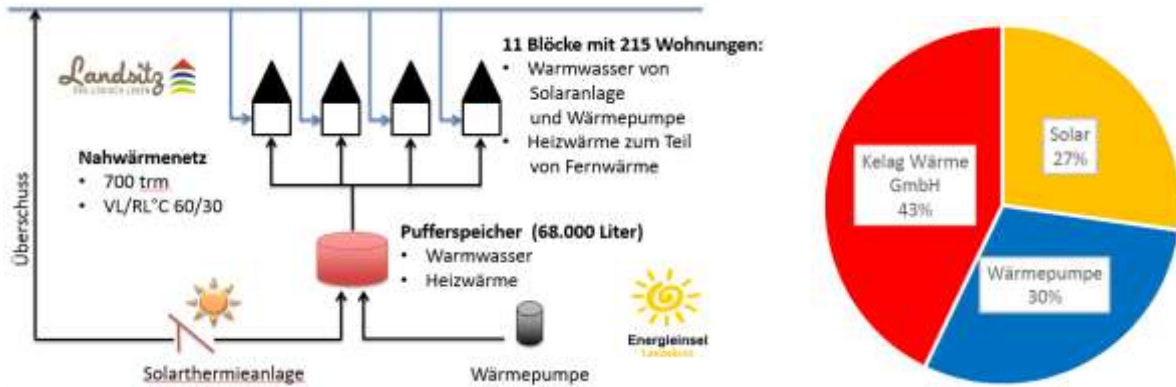 Landsitz
11 Blöcke mit 215 Wohnungen:
• Warmwasser von
Solaranlage
und Wärmepumpe
• Heizwärme zum Teil
von Fernwärme
Nahwärmenetz
• 700 trm
• VL/RL°C 60/30
Überschuss
Pufferspeicher (68.000 Liter)
• Warmwasser
• Heizwärme
Energieinsel
Solarthermieanlage
Wärmepumpe
Kelag Wärme
GmbH
43%
Solar
27%
Wärmepumpe
30%